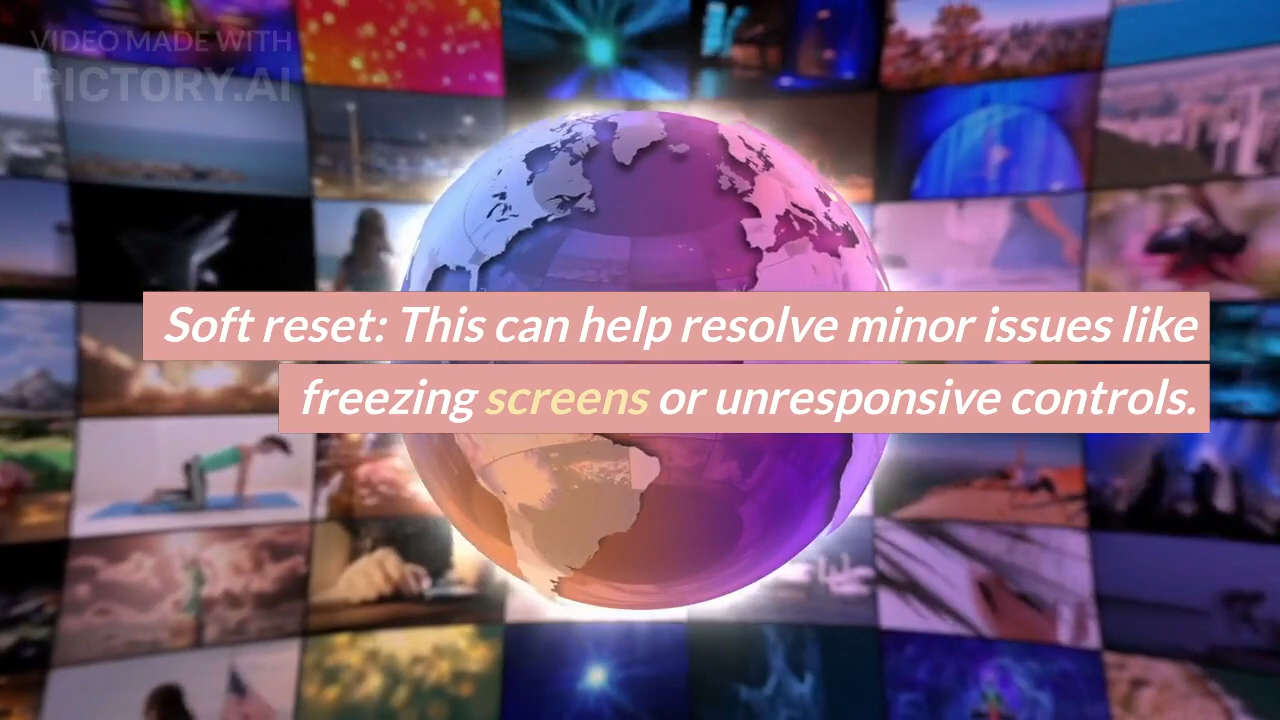 VIDEO MADE WITH
PICTORY.AI
Soft reset: This can help resolve minor issues like
freezing screens or unresponsive controls.